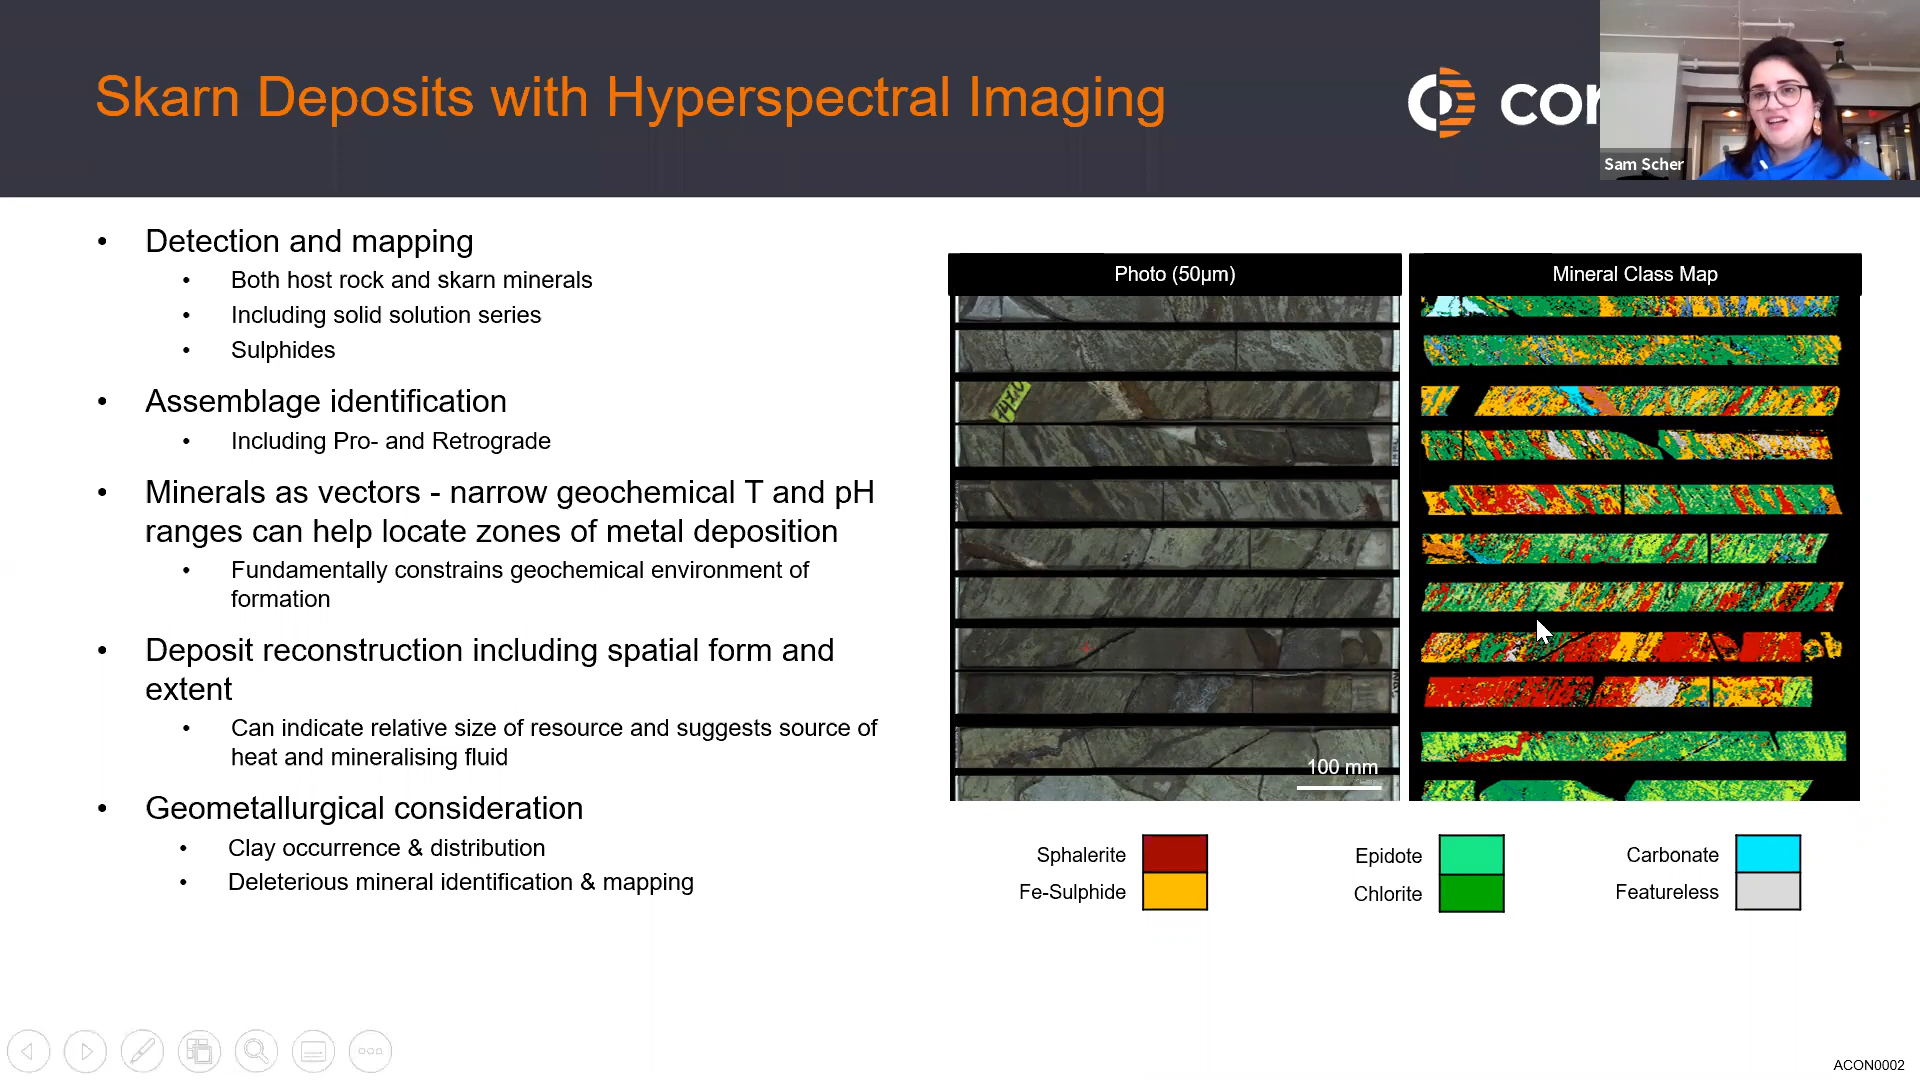 Skarn Deposits with Hyperspectral Imaging
Sam Scher
• Detection and mapping
• Both host rock and skarn minerals
• Including solid solution series
• Sulphides
• Assemblage identification
• Including Pro- and Retrograde
• Minerals as vectors - narrow geochemical T and pH
ranges can help locate zones of metal deposition
• Fundamentally constrains geochemical environment of
formation
• Deposit reconstruction including spatial form and
extent
• Can indicate relative size of resource and suggests source of
heat and mineralising fluid
• Geometallurgical consideration
• Clay occurrence & distribution
• Deleterious mineral identification & mapping
Photo (50µm)
Mineral Class Map
100 mm
Sphalerite
Fe-Sulphide
Epidote
Chlorite
Carbonate
Featureless
ACON0002